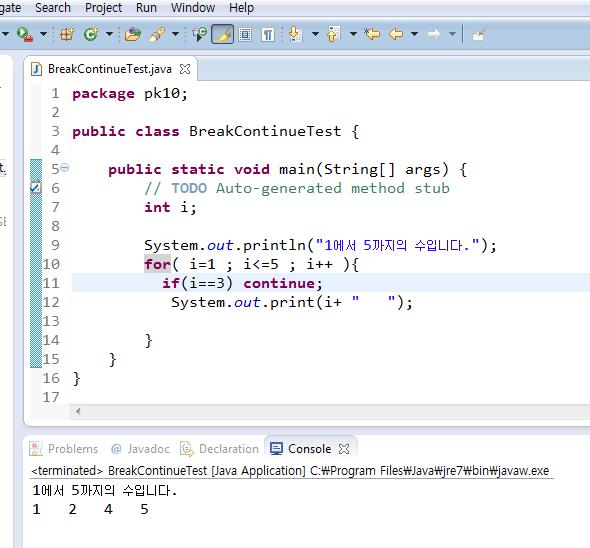 gate Search Project Run Window Help
BreakContinueTest.java
1 package pk10;
2
3 public class BreakContinueTest {
4
5 public static void main(String[] args) {
6 // TODO Auto-generated method stub
7 int i;
8
9 System.out.println("1에서 5까지의 수입니다.");
10 for( i=1 ; i<=5 ; i++ ){
11 if(i==3) continue;
12 System.out.print(i+ "   ");
13
14 }
15 }
16 }
17
Problems @ Javadoc Declaration Console
<terminated> BreakContinueTest [Java Application] C:₩Program Files₩Java₩jre7₩bin₩javaw.exe
1에서 5까지의 수입니다.
1   2   4   5